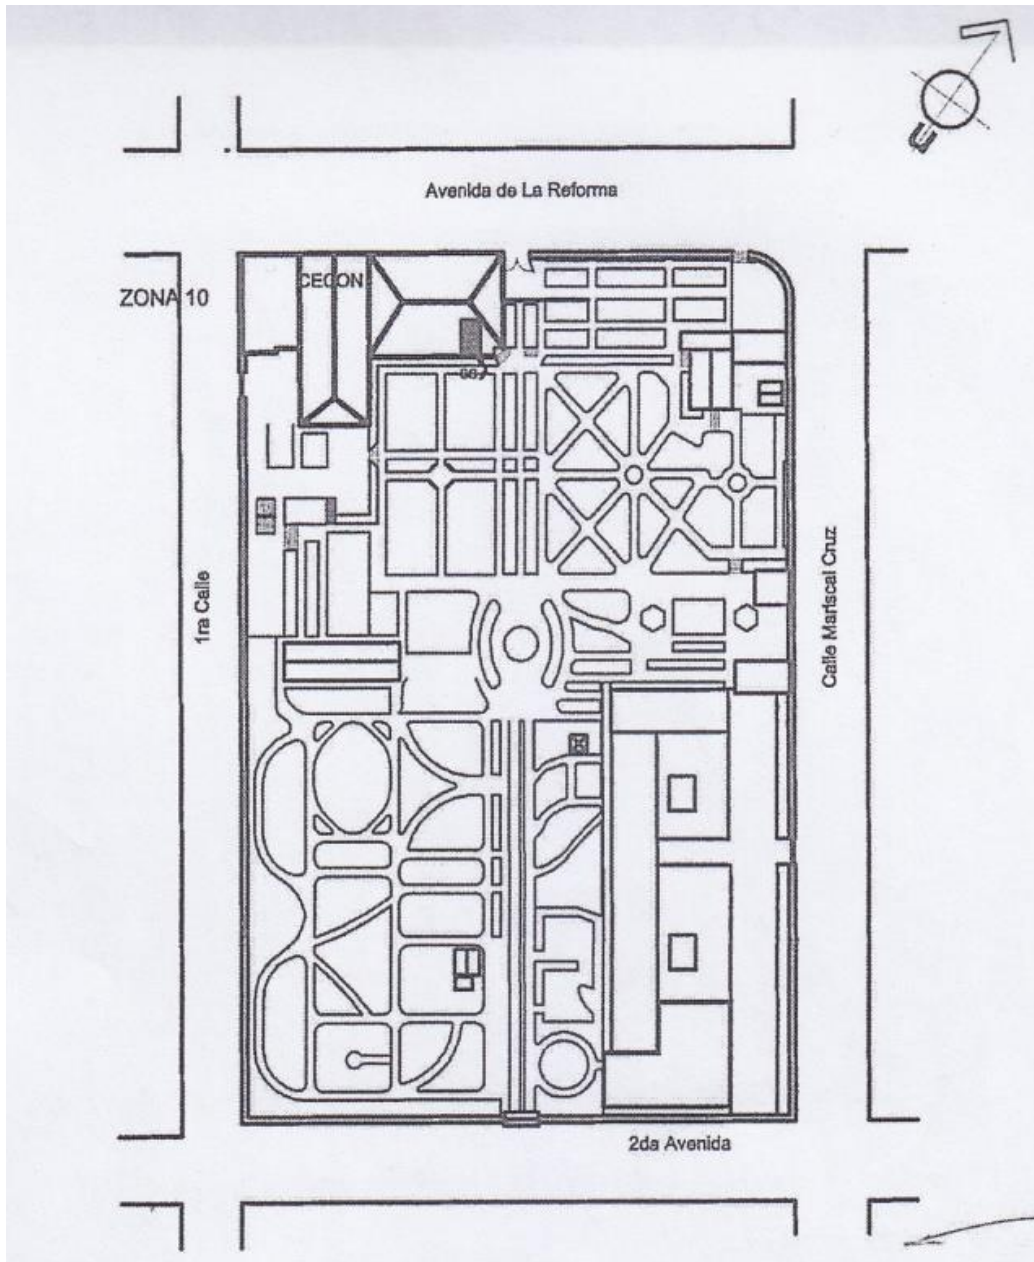 Avenida de La Reforma
ZONA 10
CECON
1ra Calle
Calle Mariscal Cruz
2da Avenida